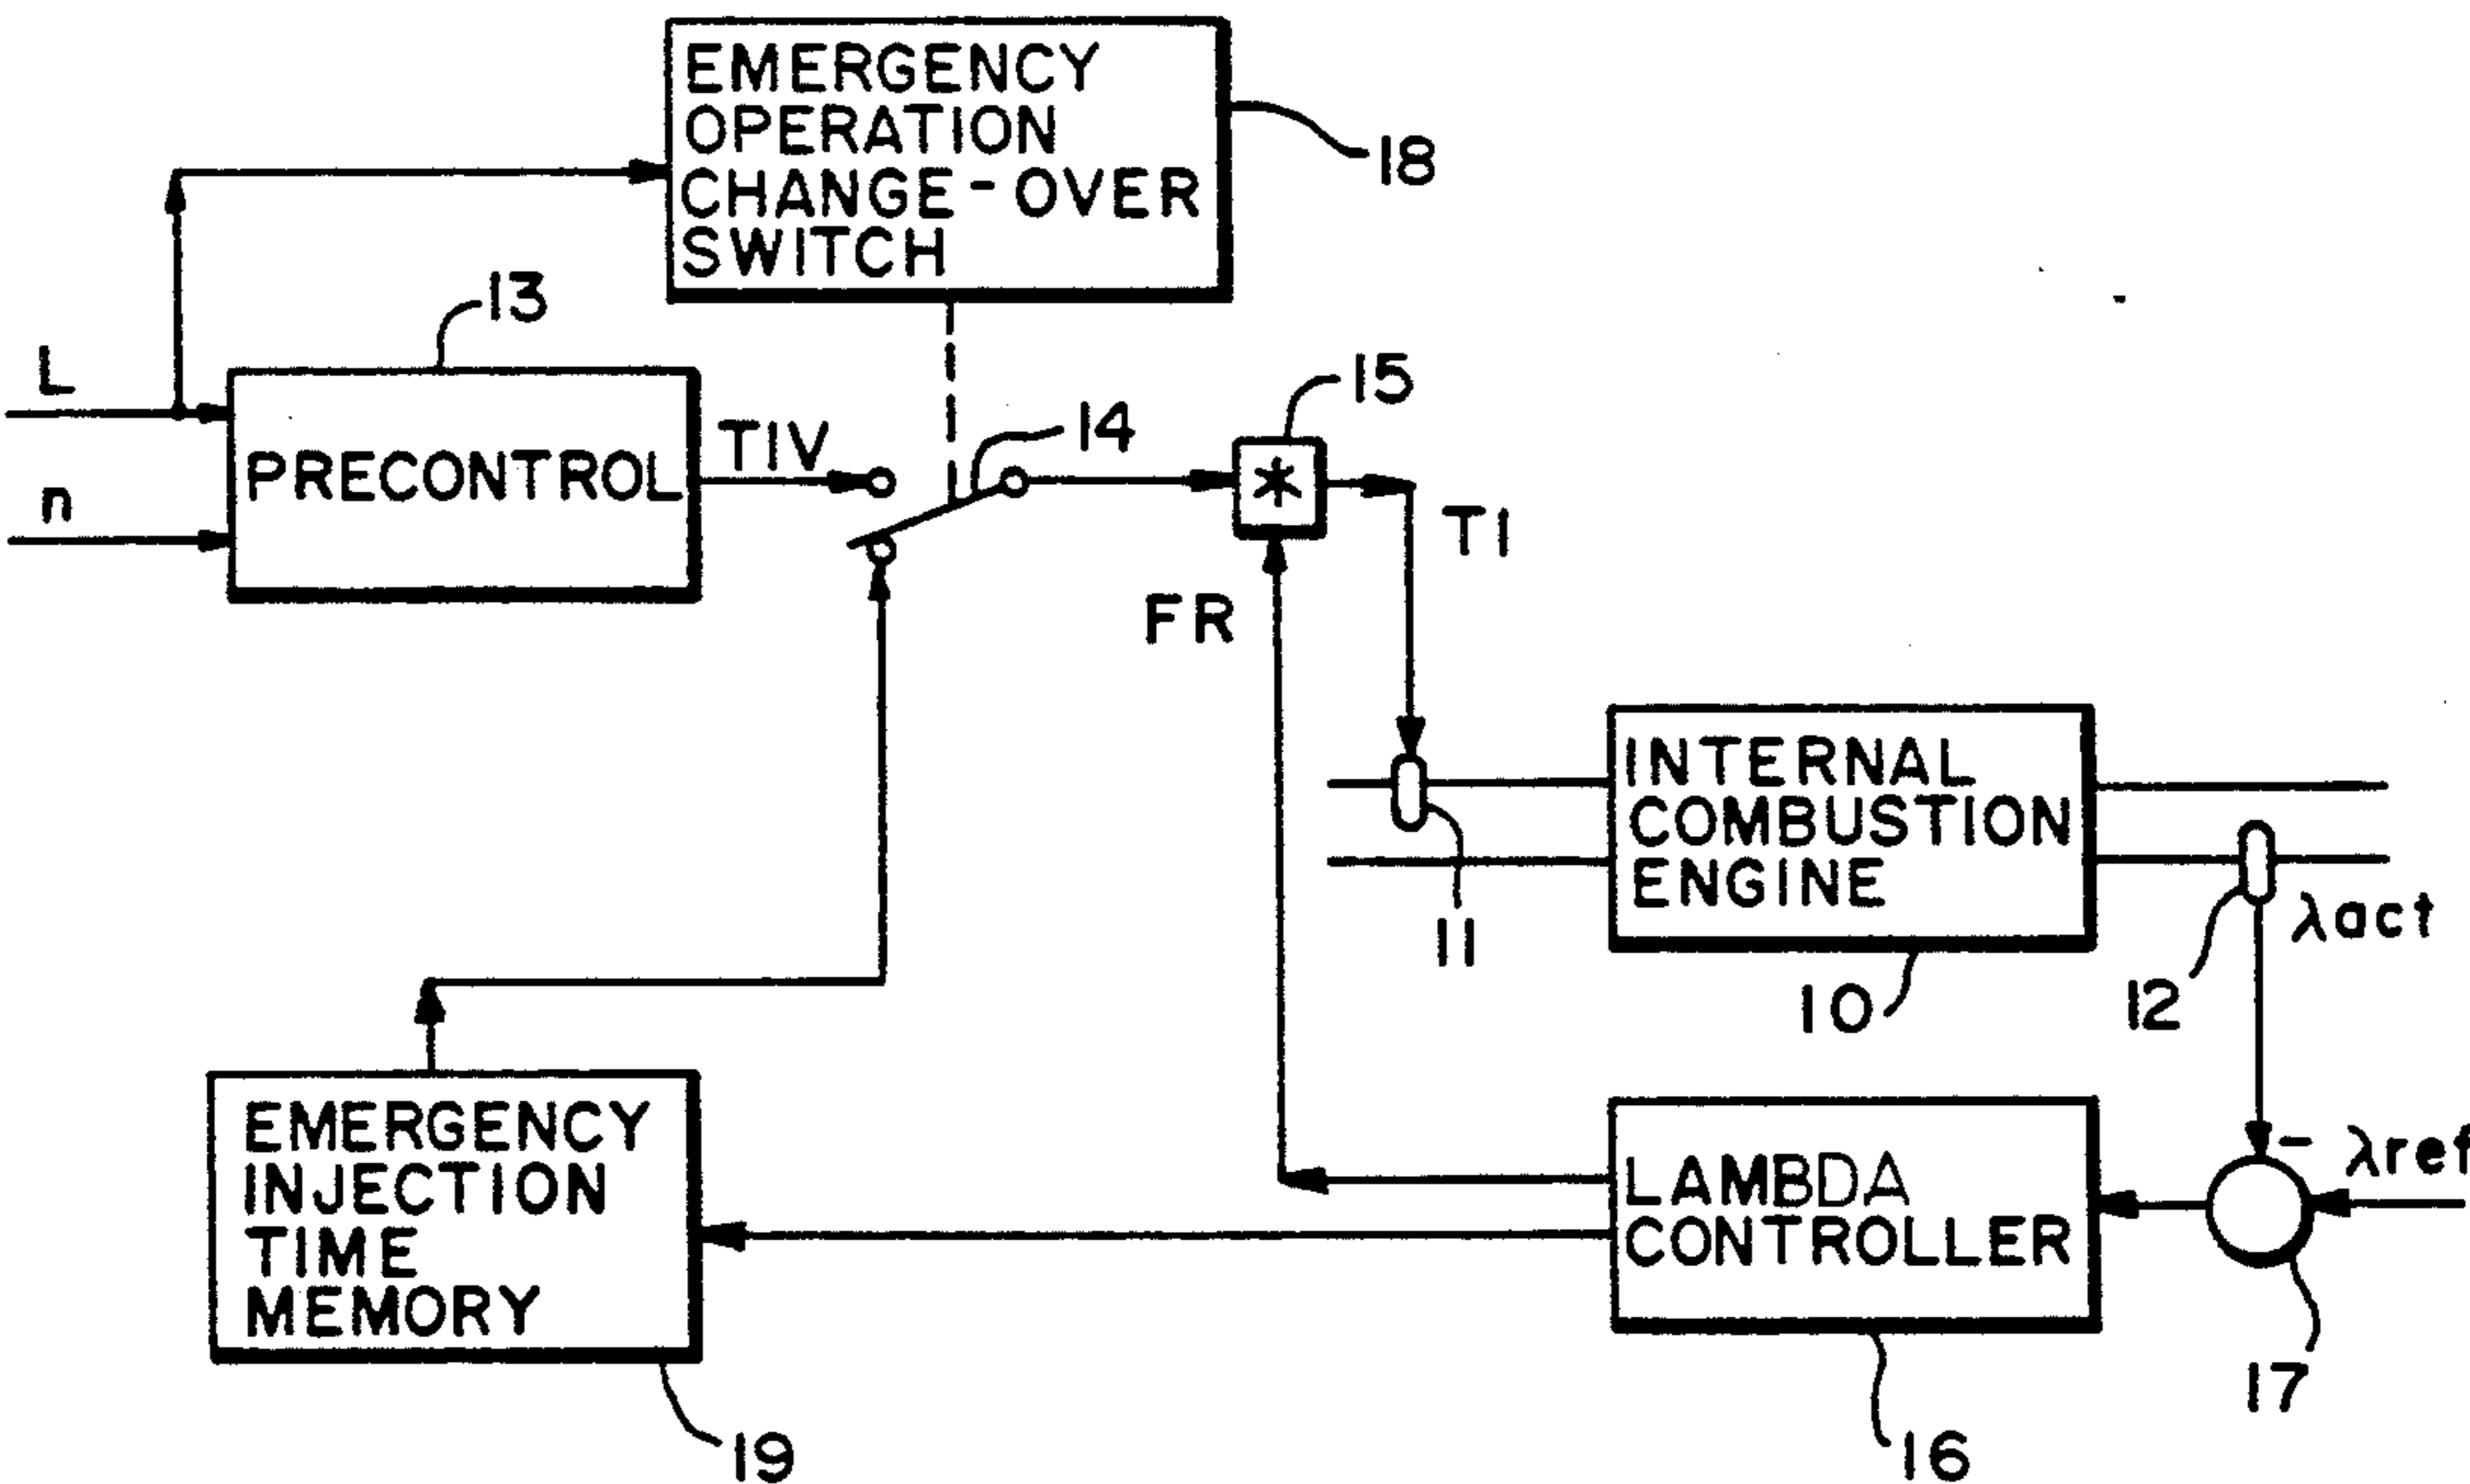 EMERGENCY
OPERATION
CHANGE-OVER
SWITCH
18
13
L
n
PRECONTROL
TIV
14
15
*
TI
FR
INTERNAL
COMBUSTION
ENGINE
11
10
12
λact
- λref
EMERGENCY
INJECTION
TIME
MEMORY
LAMBDA
CONTROLLER
17
19
16